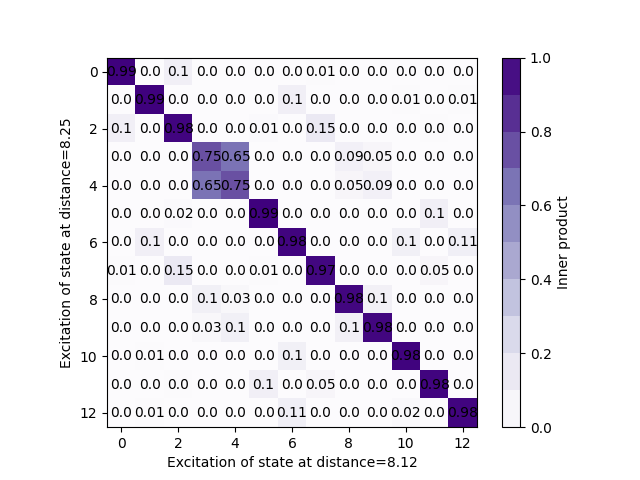 0 0.99 0.0 0.1 0.0 0.0 0.0 0.0 0.01 0.0 0.0 0.0 0.0 0.0
0.0 0.99 0.0 0.0 0.0 0.0 0.1 0.0 0.0 0.0 0.01 0.0 0.01
2 0.1 0.0 0.98 0.0 0.0 0.01 0.0 0.15 0.0 0.0 0.0 0.0 0.0
0.0 0.0 0.0 0.75 0.65 0.0 0.0 0.0 0.09 0.05 0.0 0.0 0.0
4 0.0 0.0 0.0 0.65 0.75 0.0 0.0 0.0 0.05 0.09 0.0 0.0 0.0
0.0 0.0 0.02 0.0 0.0 0.99 0.0 0.0 0.0 0.0 0.0 0.1 0.0
6 0.0 0.1 0.0 0.0 0.0 0.0 0.98 0.0 0.0 0.0 0.1 0.0 0.11
0.01 0.0 0.15 0.0 0.0 0.01 0.0 0.97 0.0 0.0 0.0 0.05 0.0
8 0.0 0.0 0.0 0.1 0.03 0.0 0.0 0.0 0.98 0.1 0.0 0.0 0.0
0.0 0.0 0.0 0.03 0.1 0.0 0.0 0.0 0.1 0.98 0.0 0.0 0.0
10 0.0 0.01 0.0 0.0 0.0 0.0 0.1 0.0 0.0 0.0 0.98 0.0 0.0
0.0 0.0 0.0 0.0 0.0 0.1 0.0 0.05 0.0 0.0 0.0 0.98 0.0
12 0.0 0.01 0.0 0.0 0.0 0.0 0.11 0.0 0.0 0.0 0.02 0.0 0.98
0 2 4 6 8 10 12
Excitation of state at distance=8.12
Excitation of state at distance=8.25
1.0
0.8
0.6
0.4
0.2
0.0
Inner product